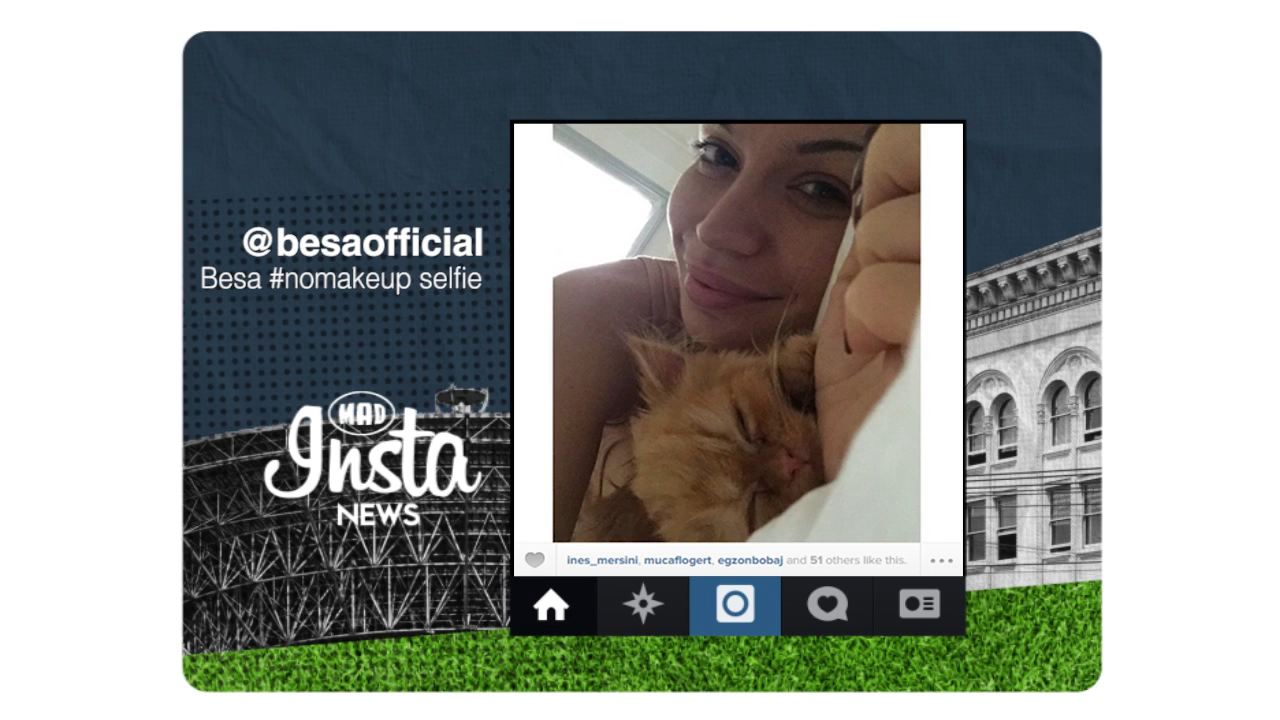 @besaofficial
Besa #nomakeup selfie
MAD
Insta
NEWS
ines_mersini, mucaflogert, egzonbobaj and 51 others like this.